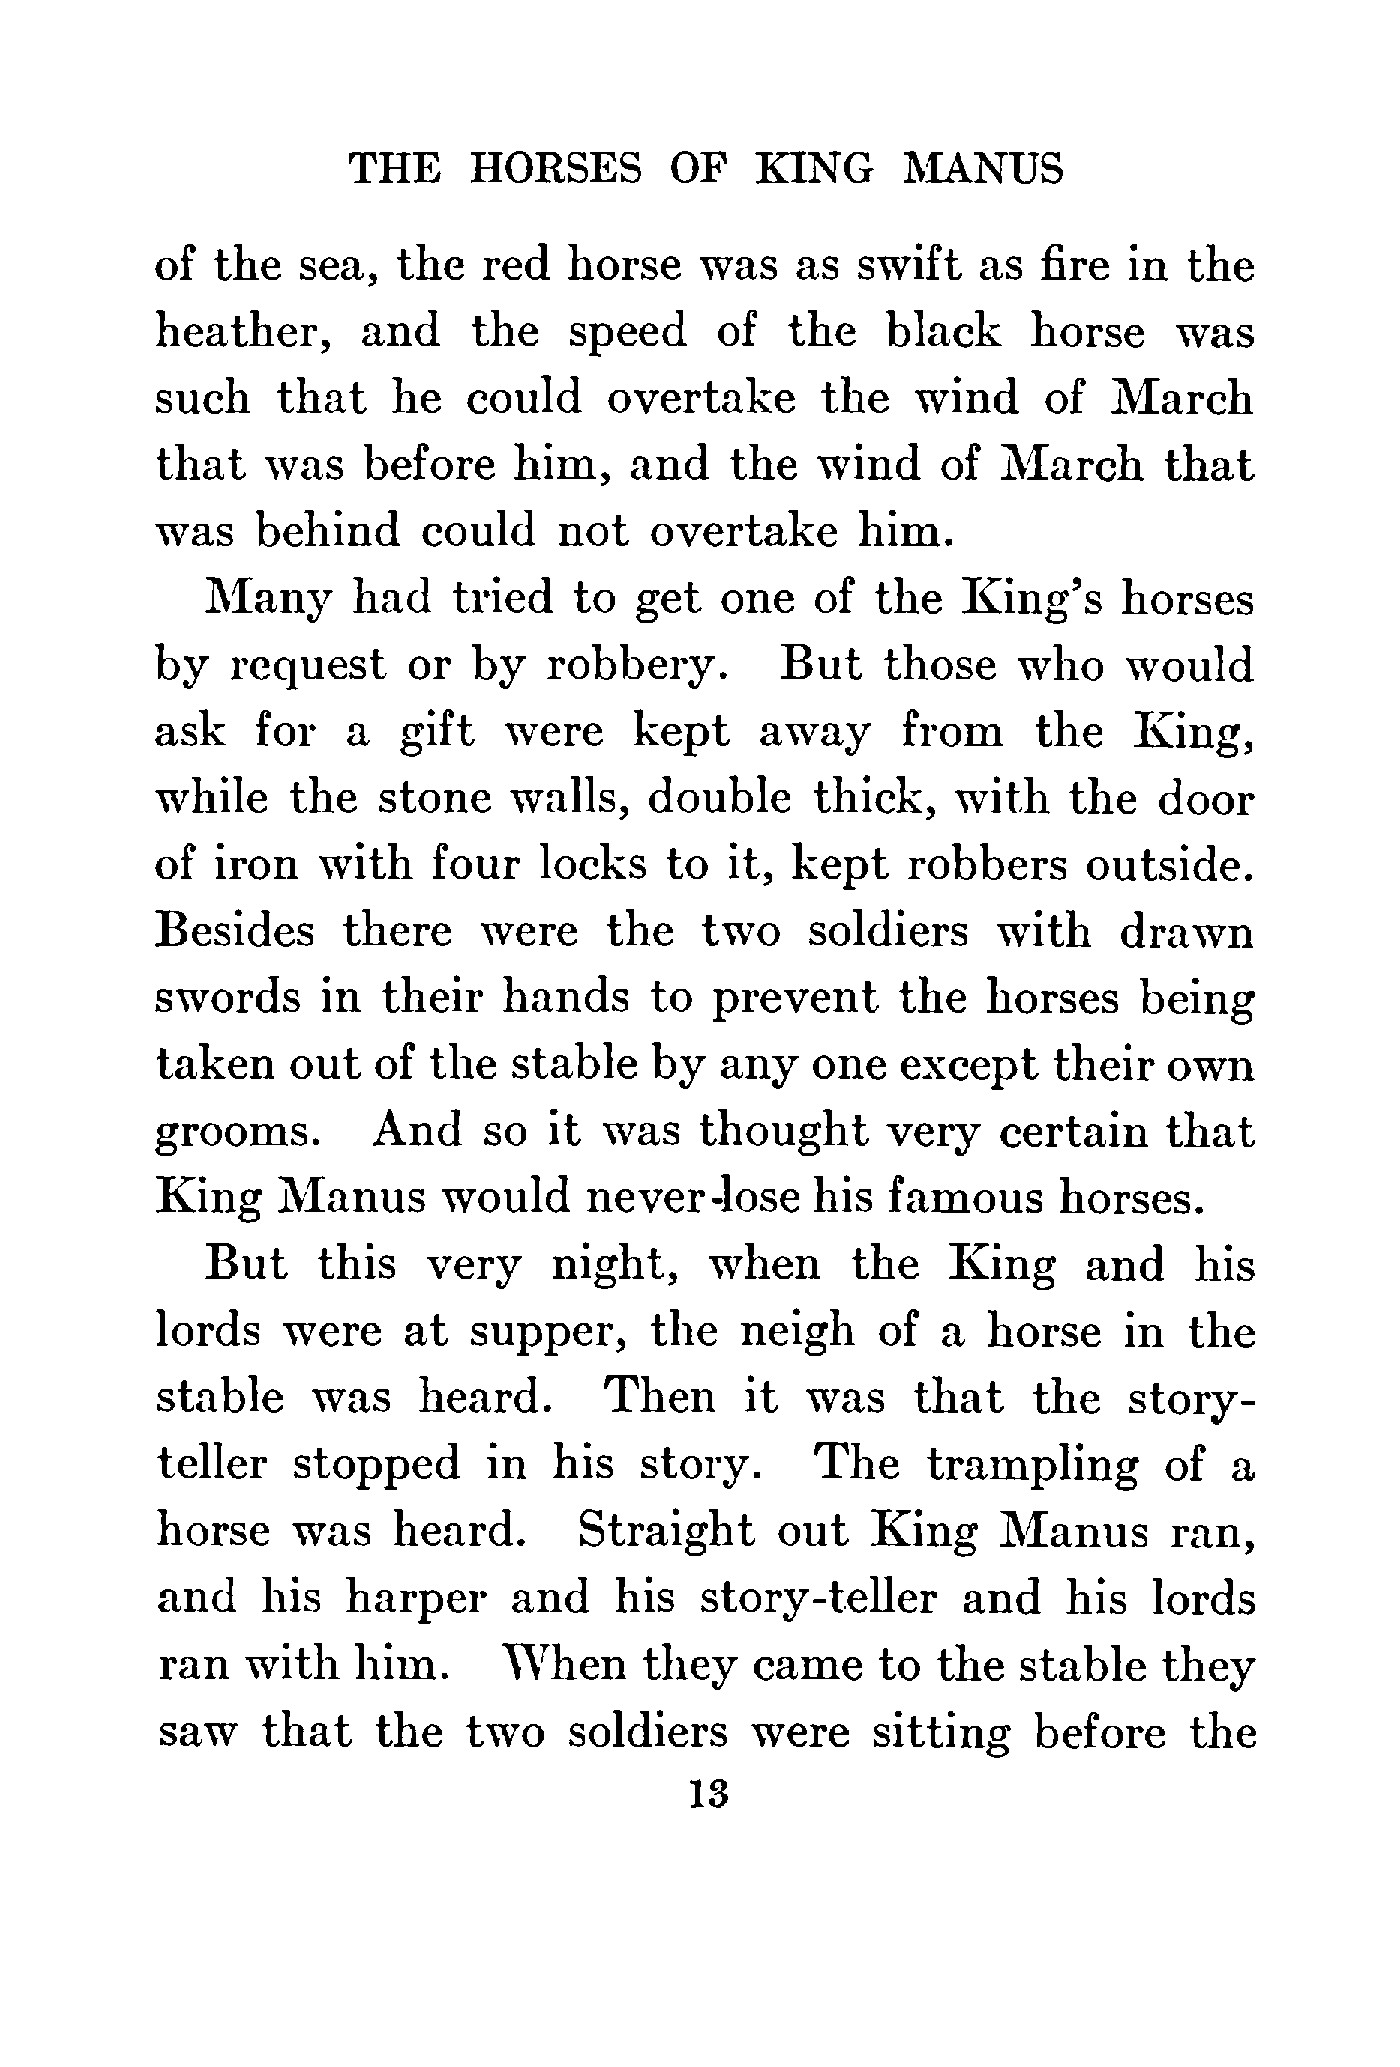 THE HORSES OF KING MANUS
of the sea, the red horse was as swift as fire in the
heather, and the speed of the black horse was
such that he could overtake the wind of March
that was before him, and the wind of March that
was behind could not overtake him.
Many had tried to get one of the King's horses
by request or by robbery. But those who would
ask for a gift were kept away from the King,
while the stone walls, double thick, with the door
of iron with four locks to it, kept robbers outside.
Besides there were the two soldiers with drawn
swords in their hands to prevent the horses being
taken out of the stable by any one except their own
grooms. And so it was thought very certain that
King Manus would never lose his famous horses.
But this very night, when the King and his
lords were at supper, the neigh of a horse in the
stable was heard. Then it was that the story-
teller stopped in his story. The trampling of a
horse was heard. Straight out King Manus ran,
and his harper and his story-teller and his lords
ran with him. When they came to the stable they
saw that the two soldiers were sitting before the
13